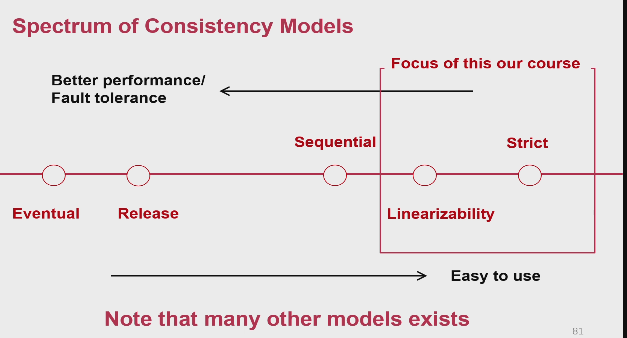 Spectrum of Consistency Models
Focus of this our course
Better performance/
Fault tolerance
Sequential
Strict
Eventual
Release
Linearizability
Easy to use
Note that many other models exists
81